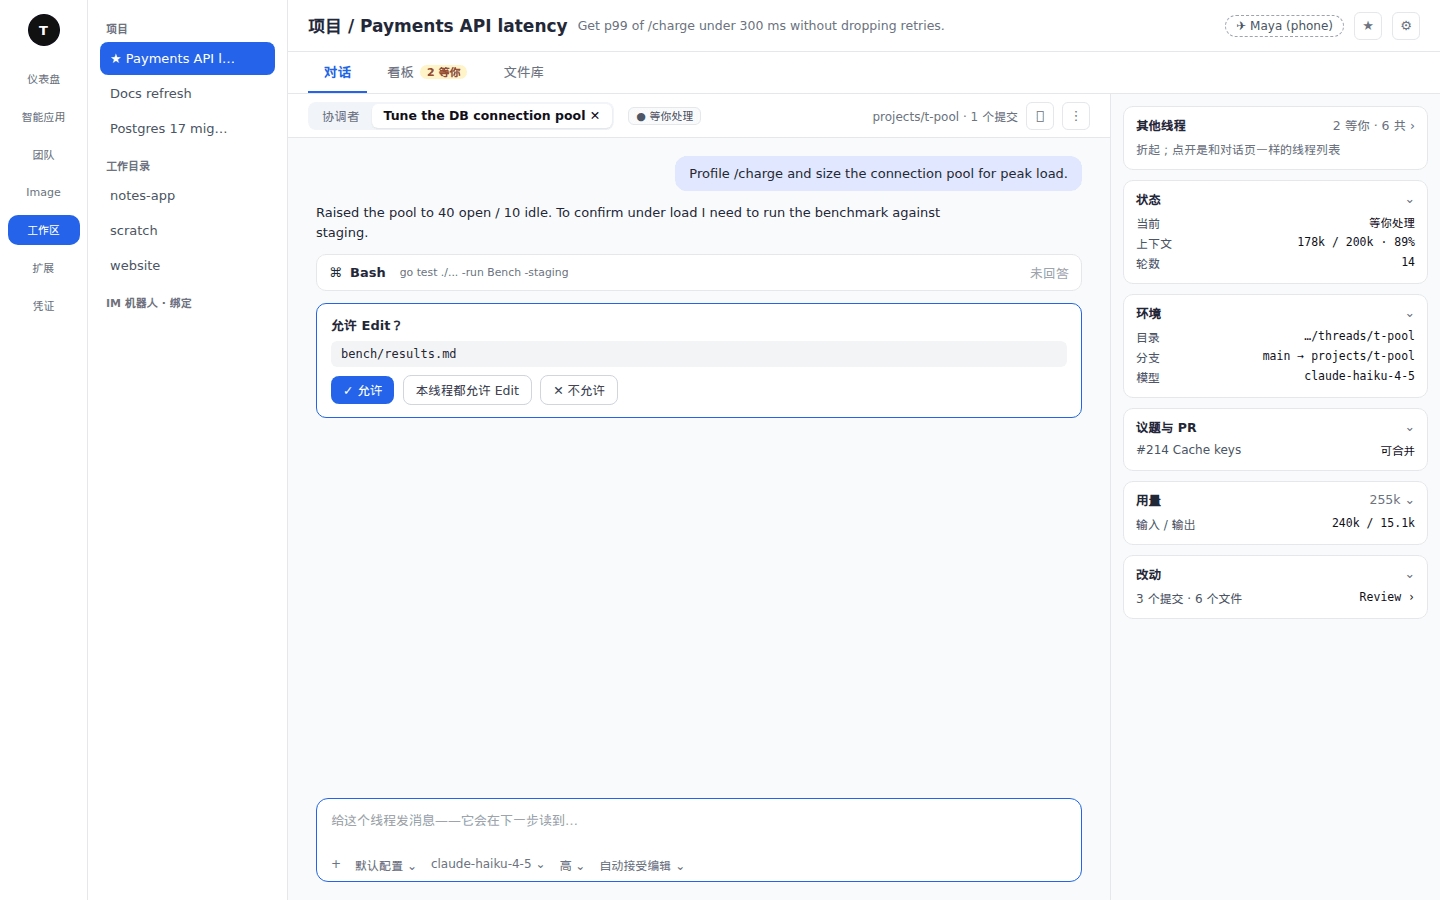 T
仪表盘
智能应用
团队
Image
工作区
扩展
凭证
项目
★ Payments API l…
Docs refresh
Postgres 17 mig…
工作目录
notes-app
scratch
website
IM 机器人 · 绑定
项目 / Payments API latency Get p99 of /charge under 300 ms without dropping retries.
✈ Maya (phone) ★ ⚙
对话 看板 2 等你 文件库
协调者 Tune the DB connection pool ✕ ● 等你处理 projects/t-pool · 1 个提交 ⋮
Profile /charge and size the connection pool for peak load.
Raised the pool to 40 open / 10 idle. To confirm under load I need to run the benchmark against
staging.
⌘ Bash go test ./... -run Bench -staging 未回答
允许 Edit？
bench/results.md
✓ 允许 本线程都允许 Edit ✕ 不允许
给这个线程发消息——它会在下一步读到…
+ 默认配置 ⌄ claude-haiku-4-5 ⌄ 高 ⌄ 自动接受编辑 ⌄
其他线程 2 等你 · 6 共 ›
折起；点开是和对话页一样的线程列表
状态 ⌄
当前 等你处理
上下文 178k / 200k · 89%
轮数 14
环境 ⌄
目录 …/threads/t-pool
分支 main → projects/t-pool
模型 claude-haiku-4-5
议题与 PR ⌄
#214 Cache keys 可合并
用量 255k ⌄
输入 / 输出 240k / 15.1k
改动 ⌄
3 个提交 · 6 个文件 Review ›